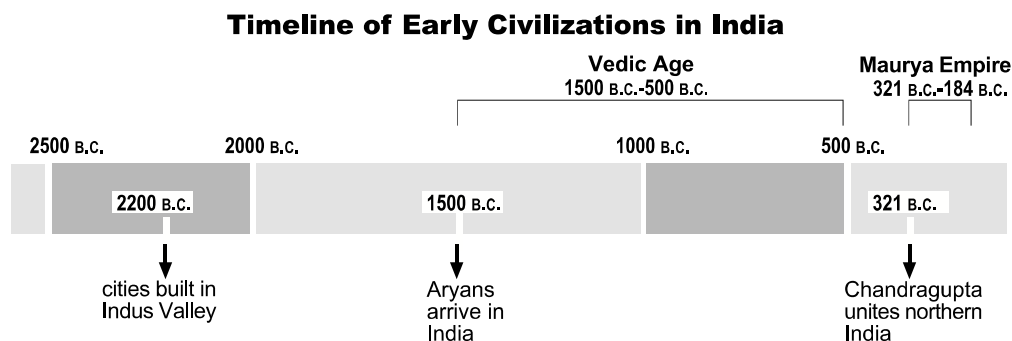 Timeline of Early Civilizations in India
Vedic Age
1500 B.C.-500 B.C.
Maurya Empire
321 B.C.-184 B.C.
2500 B.C.
2000 B.C.
1000 B.C.
500 B.C.
2200 B.C.
1500 B.C.
321 B.C.
cities built in
Indus Valley
Aryans
arrive in
India
Chandragupta
unites northern
India